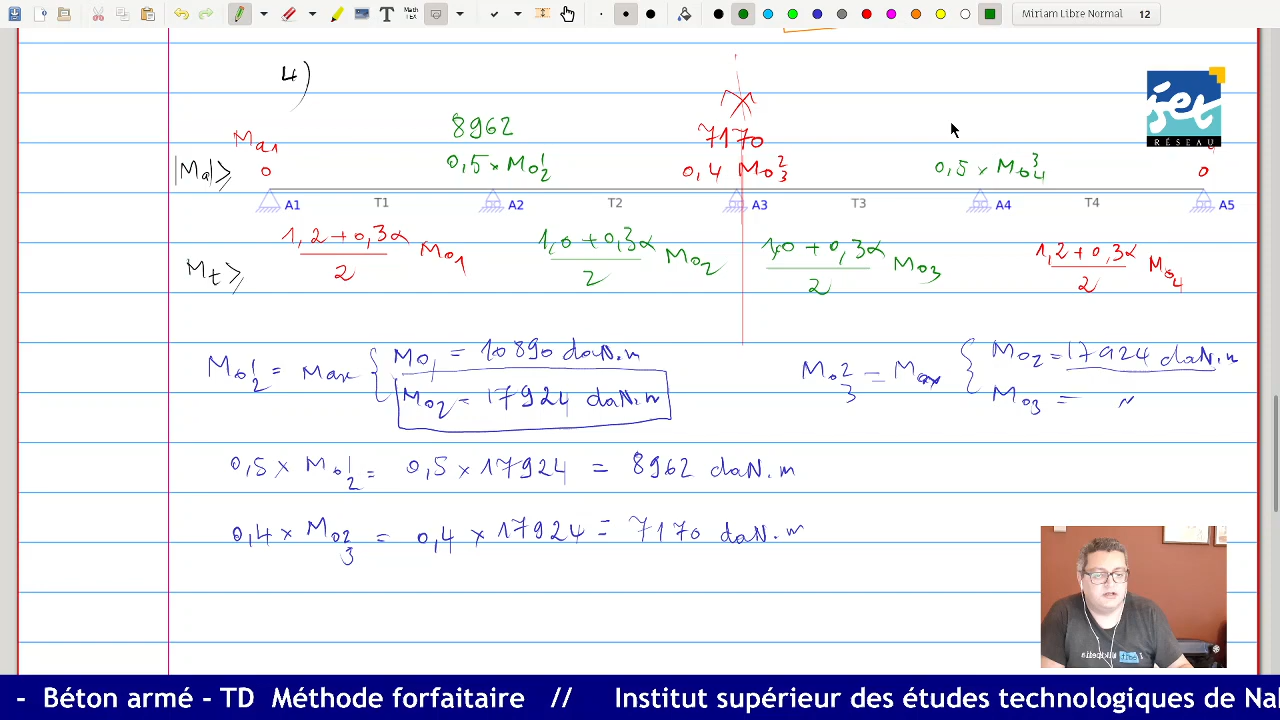 Miriam Libre Normal 12
4)
8962 7170
Ma1
|Ma|> 0 0,5 × Mo1/2 0,4 Mo2/3 0,5 × Mo3/4 0
A1 T1 A2 T2 A3 T3 A4 T4 A5
Mt> (1,2 + 0,3α)/2 Mo1 (1,0 + 0,3α)/2 Mo2 (1,0 + 0,3α)/2 Mo3 (1,2 + 0,3α)/2 Mo4
Mo1/2 = Max { Mo1 = 10890 daN.m
Mo2 = 17924 daN.m
Mo2/3 = Max { Mo2 = 17924 daN.m
Mo3 = 〃
0,5 × Mo1/2 = 0,5 × 17924 = 8962 daN.m
0,4 × Mo2/3 = 0,4 × 17924 = 7170 daN.m
iset
RÉSEAU
- Béton armé - TD Méthode forfaitaire // Institut supérieur des études technologiques de Na